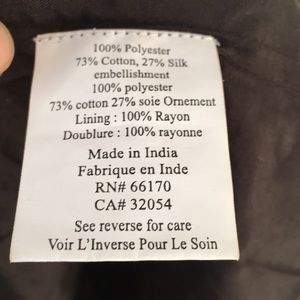 100% Polyester
73% Cotton, 27% Silk
embellishment
100% polyester
73% cotton 27% soie Ornement
Lining : 100% Rayon
Doublure : 100% rayonne
Made in India
Fabrique en Inde
RN# 66170
CA# 32054
See reverse for care
Voir L'Inverse Pour Le Soin